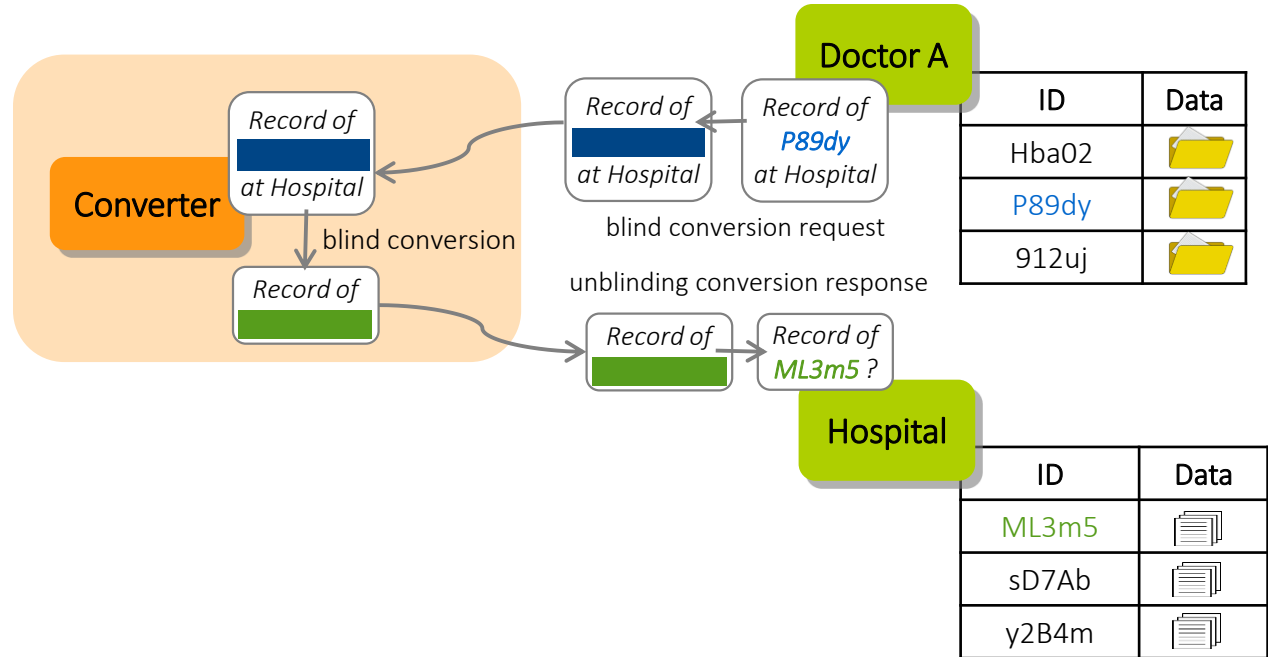 Doctor A
ID
Data
Hba02
P89dy
912uj
Record of
P89dy
at Hospital
Record of
at Hospital
blind conversion request
Record of
at Hospital
Converter
blind conversion
Record of
unblinding conversion response
Record of
Record of
ML3m5 ?
Hospital
ID
Data
ML3m5
sD7Ab
y2B4m